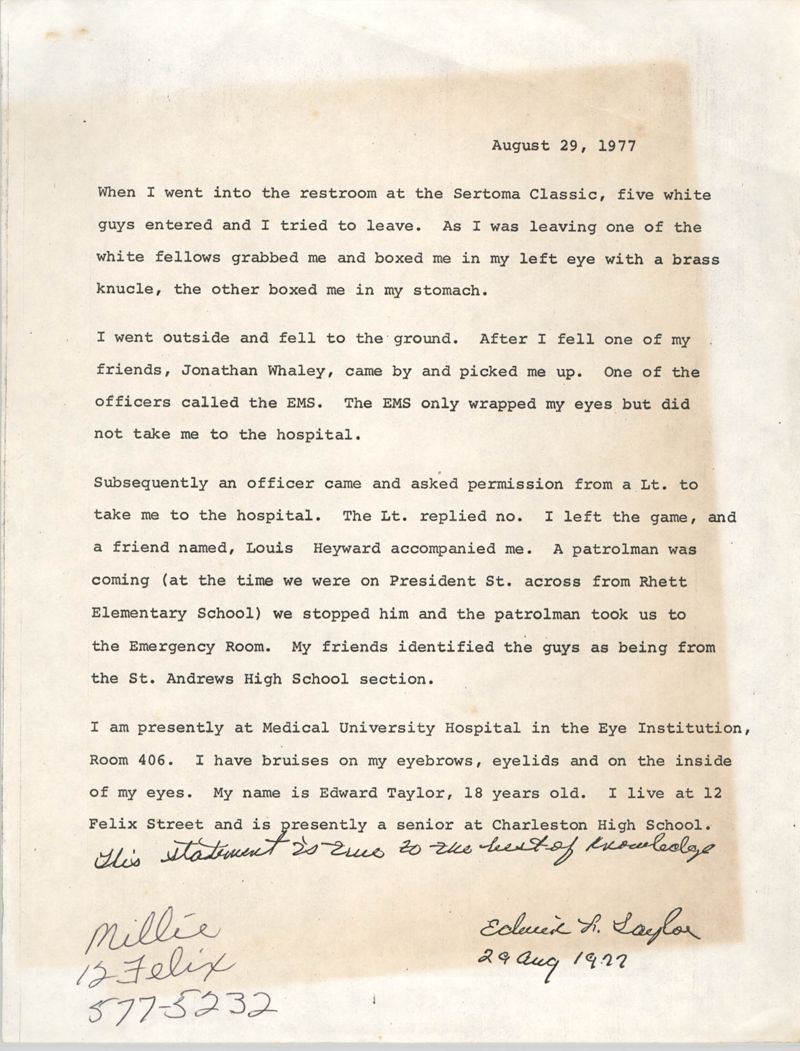 August 29, 1977
When I went into the restroom at the Sertoma Classic, five white
guys entered and I tried to leave. As I was leaving one of the
white fellows grabbed me and boxed me in my left eye with a brass
knucle, the other boxed me in my stomach.
I went outside and fell to the ground. After I fell one of my
friends, Jonathan Whaley, came by and picked me up. One of the
officers called the EMS. The EMS only wrapped my eyes but did
not take me to the hospital.
Subsequently an officer came and asked permission from a Lt. to
take me to the hospital. The Lt. replied no. I left the game, and
a friend named, Louis Heyward accompanied me. A patrolman was
coming (at the time we were on President St. across from Rhett
Elementary School) we stopped him and the patrolman took us to
the Emergency Room. My friends identified the guys as being from
the St. Andrews High School section.
I am presently at Medical University Hospital in the Eye Institution,
Room 406. I have bruises on my eyebrows, eyelids and on the inside
of my eyes. My name is Edward Taylor, 18 years old. I live at 12
Felix Street and is presently a senior at Charleston High School.
This statement is true to the best of knowledge
Millie
12 Felix
577-5232
Taylor
29 Aug 1977